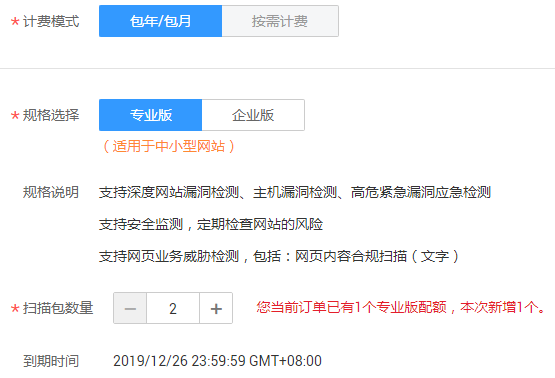 * 计费模式 包年/包月 按需计费
* 规格选择 专业版 企业版
（适用于中小型网站）
规格说明 支持深度网站漏洞检测、主机漏洞检测、高危紧急漏洞应急检测
支持安全监测，定期检查网站的风险
支持网页业务威胁检测，包括：网页内容合规扫描（文字）
* 扫描包数量 − 2 + 您当前订单已有1个专业版配额，本次新增1个。
到期时间 2019/12/26 23:59:59 GMT+08:00